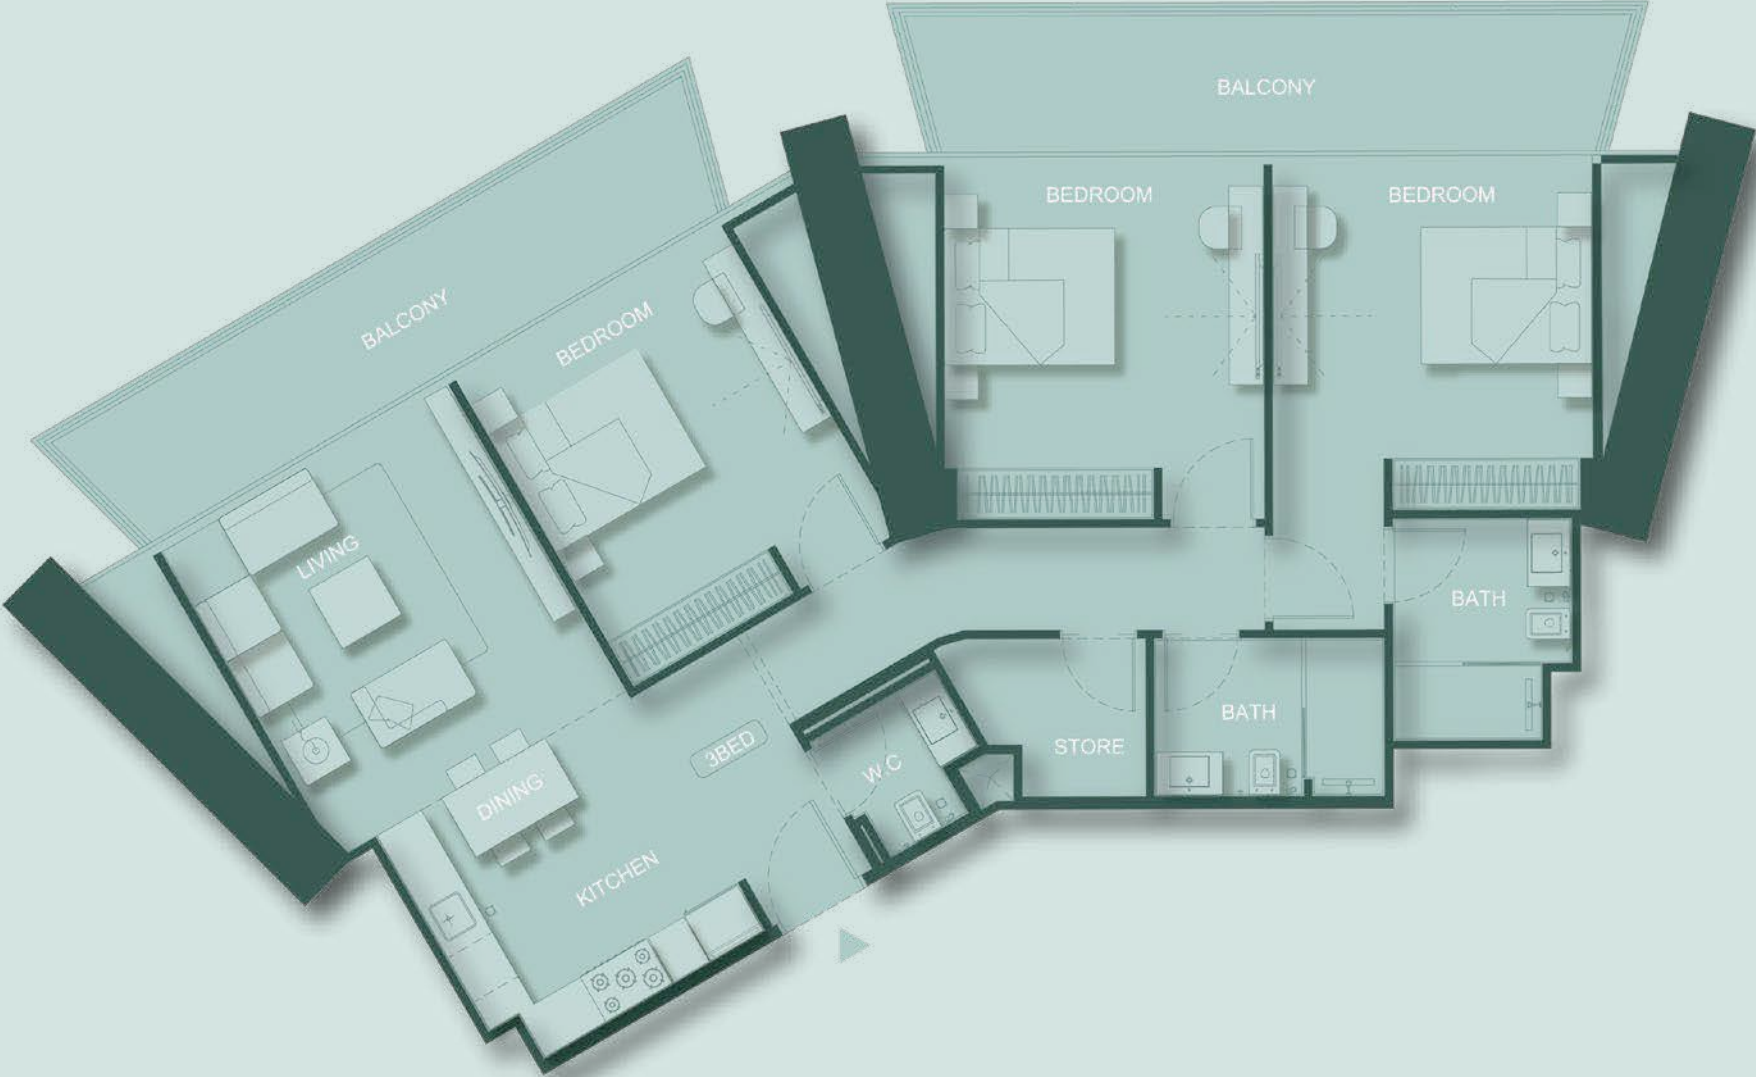 BALCONY
BEDROOM
BEDROOM
BALCONY
BEDROOM
LIVING
BATH
BATH
STORE
3BED
W.C
DINING
KITCHEN